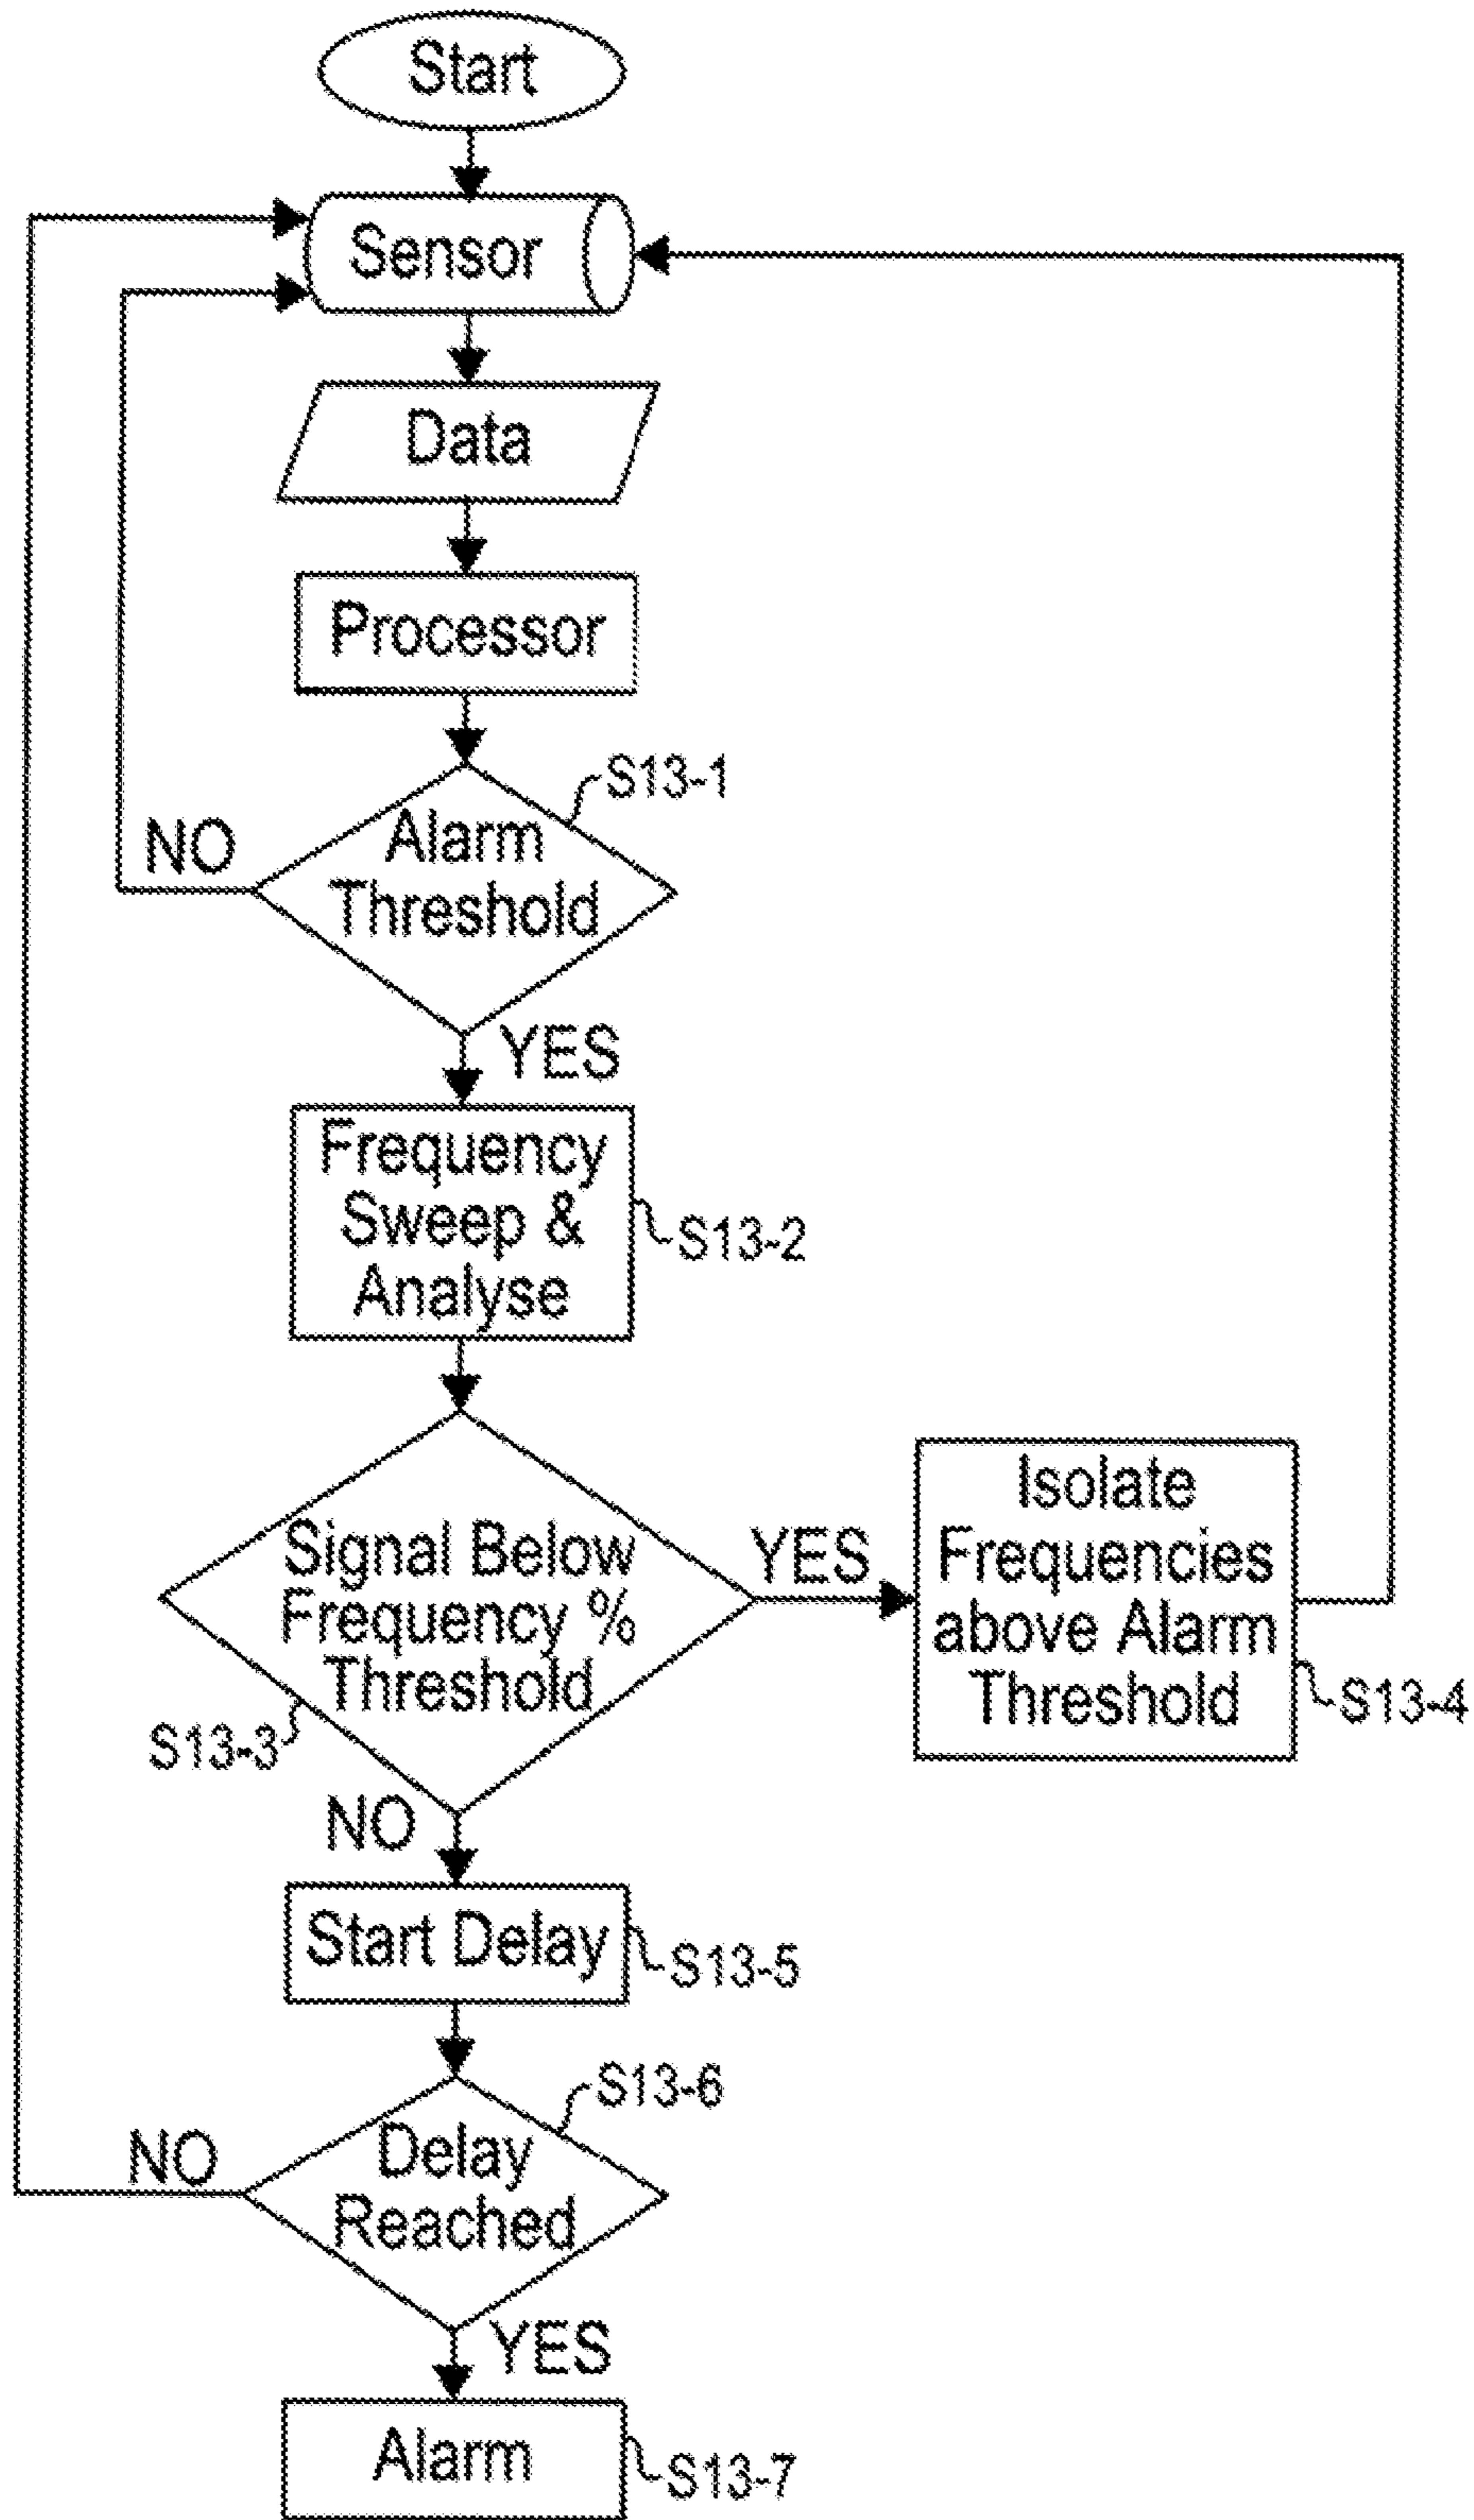 Start
Sensor
Data
Processor
S13-1
Alarm
Threshold
NO
YES
Frequency
Sweep &
Analyse
S13-2
Signal Below
Frequency %
Threshold
S13-3
YES
Isolate
Frequencies
above Alarm
Threshold
S13-4
NO
Start Delay
S13-5
S13-6
Delay
Reached
NO
YES
Alarm
S13-7